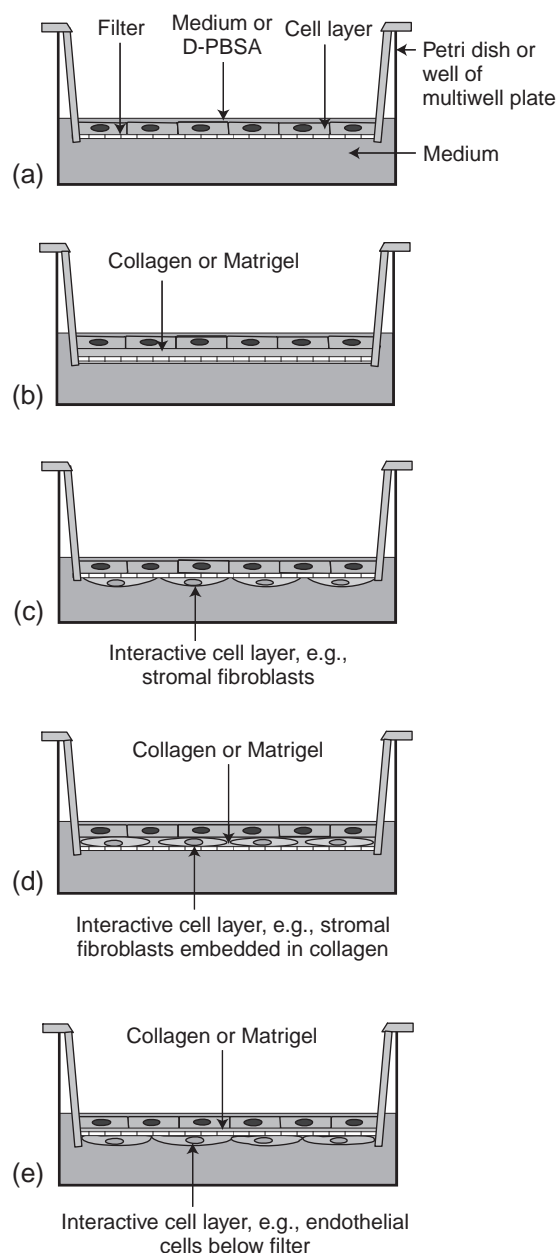 Filter
Medium or
D-PBSA
Cell layer
Petri dish or
well of
multiwell plate
Medium
(a)
Collagen or Matrigel
(b)
(c)
Interactive cell layer, e.g.,
stromal fibroblasts
Collagen or Matrigel
(d)
Interactive cell layer, e.g., stromal
fibroblasts embedded in collagen
Collagen or Matrigel
(e)
Interactive cell layer, e.g., endothelial
cells below filter